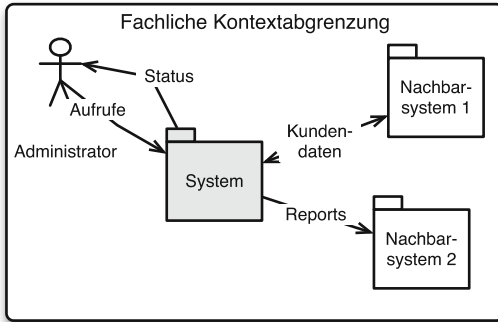 Fachliche Kontextabgrenzung
Status
Aufrufe
Administrator
System
Kunden-
daten
Reports
Nachbar-
system 1
Nachbar-
system 2